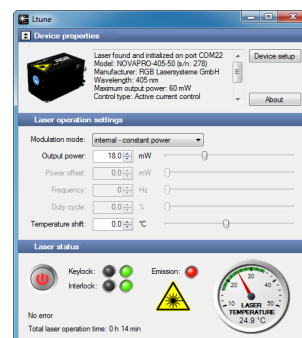 Ltune
Device properties
Laser found and initialized on port COM22
Model: NOVAPRO-405-50 (s/n: 278)
Manufacturer: RGB Lasersysteme GmbH
Wavelength: 405 nm
Maximum output power: 60 mW
Control type: Active current control
Device setup
About
RGB
Laser operation settings
Modulation mode: internal - constant power
Output power: 18.0 mW
Power offset: 0.0 mW
Frequency: 0 Hz
Duty cycle: 0.0 %
Temperature shift: 0.0 °C
Laser status
Keylock:
Interlock:
Emission:
No error
Total laser operation time: 0 h 14 min
10 20 30 40 50
LASER
TEMPERATURE
24.9 °C